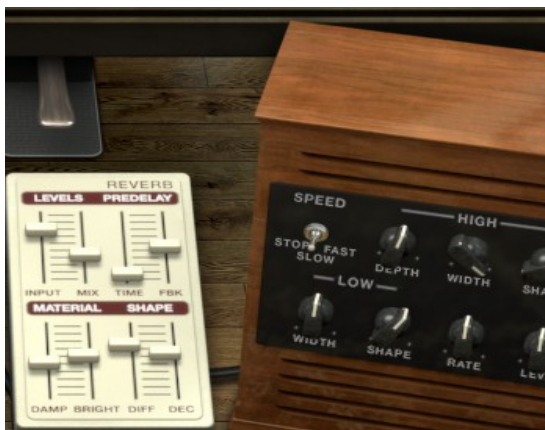 REVERB
LEVELS PREDELAY
INPUT MIX TIME FBK
MATERIAL SHAPE
DAMP BRIGHT DIFF DEC
SPEED
HIGH
STOP FAST
SLOW
DEPTH WIDTH
LOW
WIDTH SHAPE RATE